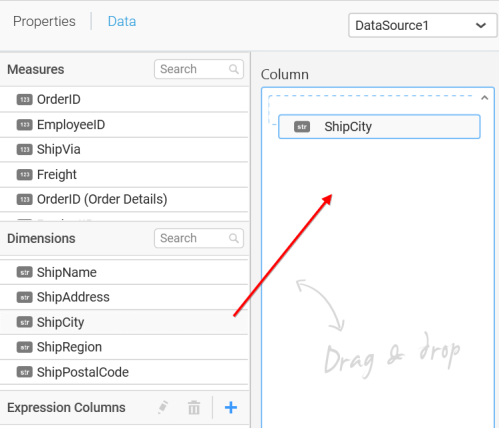 Properties
Data
DataSource1
Measures
Search
123 OrderID
123 EmployeeID
123 ShipVia
123 Freight
123 OrderID (Order Details)
Dimensions
Search
str ShipName
str ShipAddress
str ShipCity
str ShipRegion
str ShipPostalCode
Expression Columns
Column
str ShipCity
Drag & drop